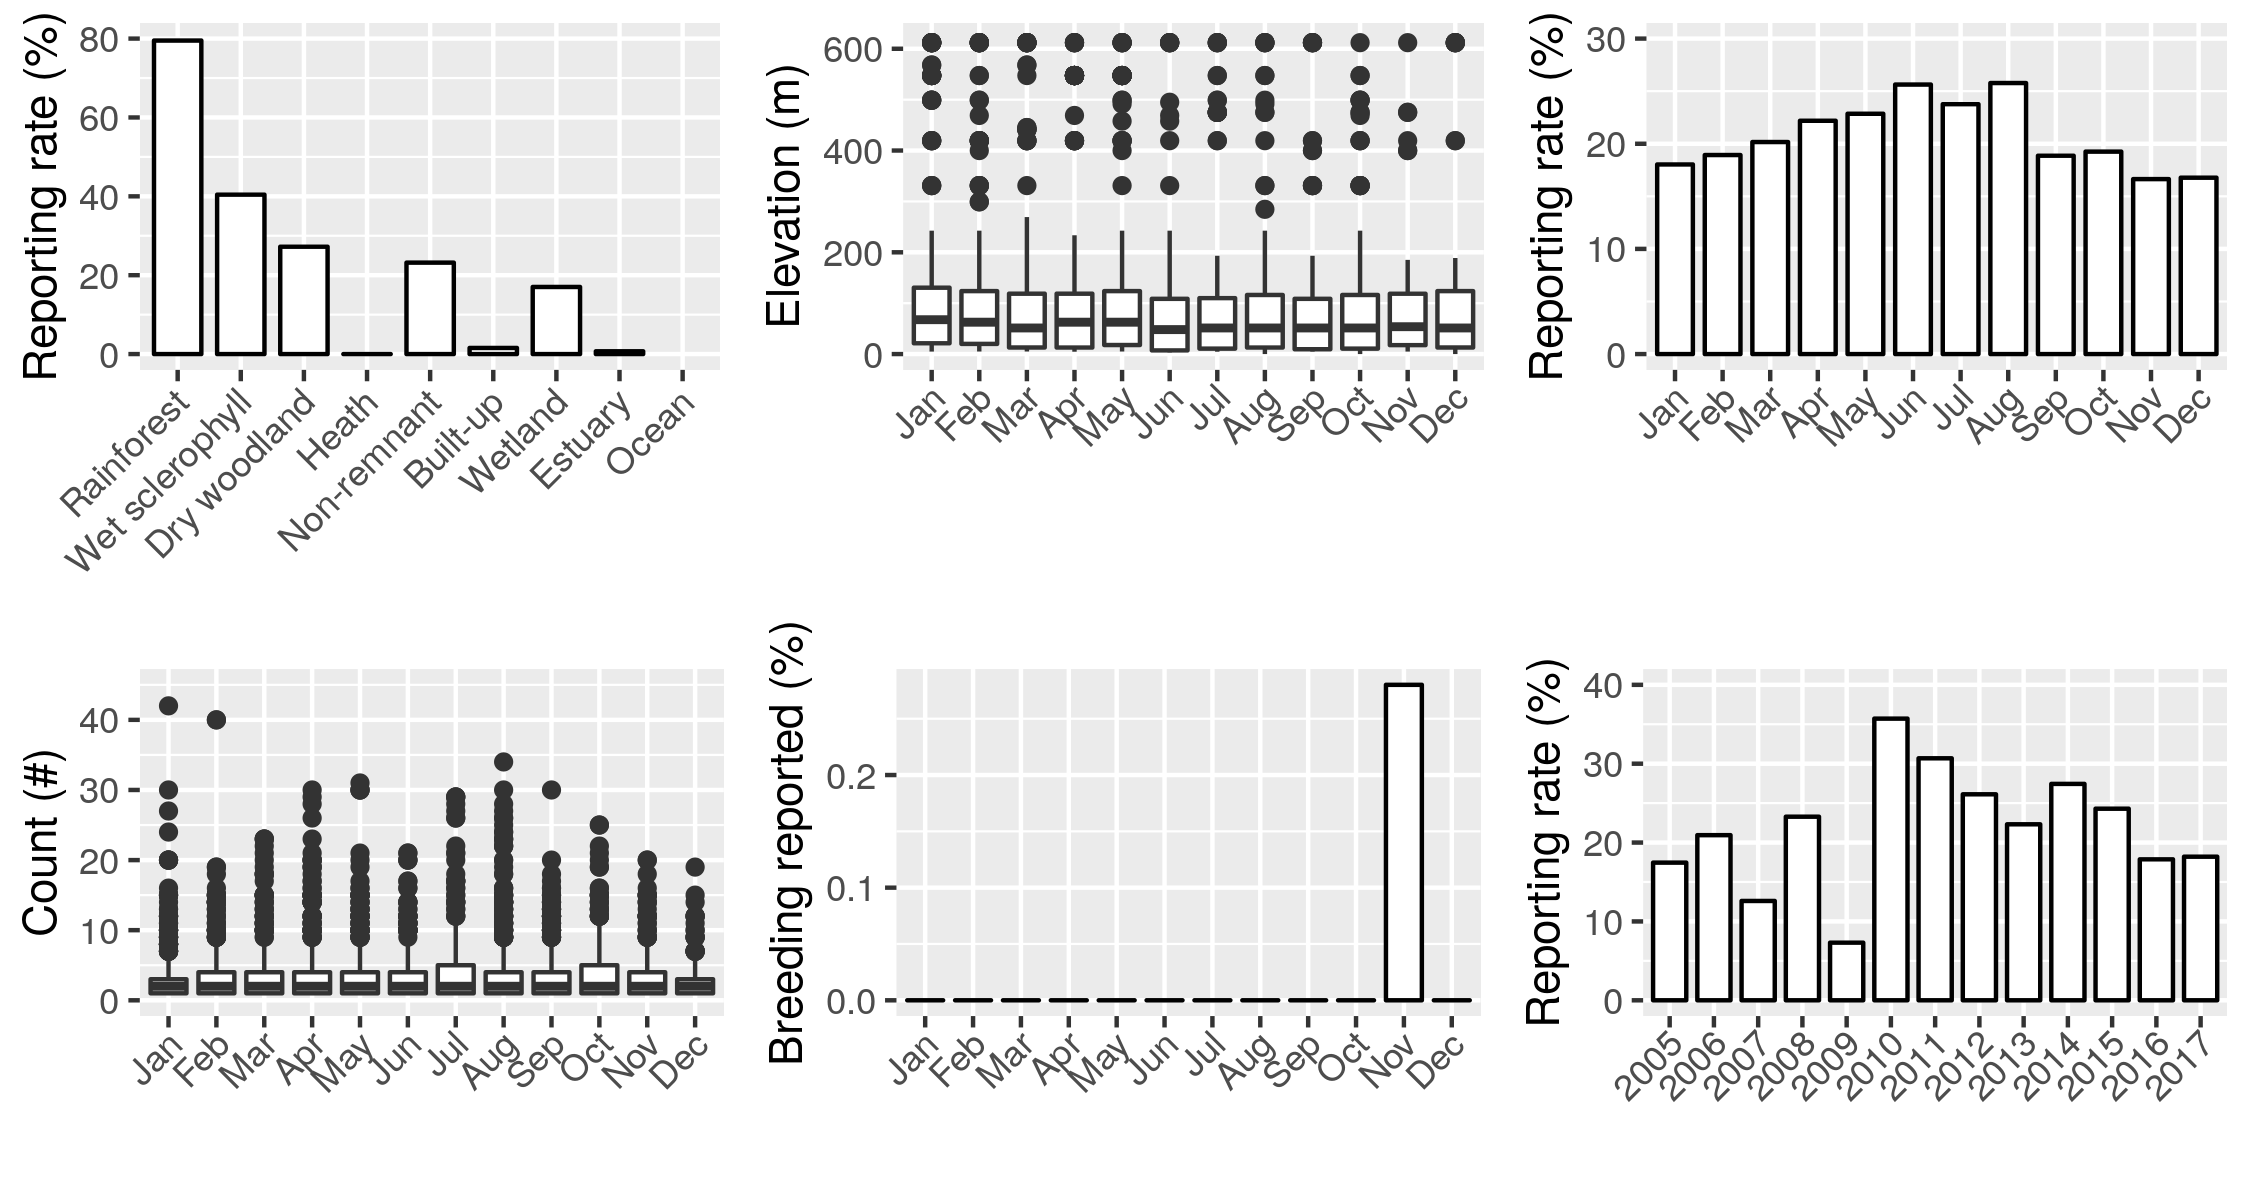 Reporting rate (%)
80
60
40
20
0
Rainforest
Wet sclerophyll
Dry woodland
Heath
Non-remnant
Built-up
Wetland
Estuary
Ocean
Elevation (m)
600
400
200
0
Jan
Feb
Mar
Apr
May
Jun
Jul
Aug
Sep
Oct
Nov
Dec
Reporting rate (%)
30
20
10
0
Jan
Feb
Mar
Apr
May
Jun
Jul
Aug
Sep
Oct
Nov
Dec
Count (#)
40
30
20
10
0
Jan
Feb
Mar
Apr
May
Jun
Jul
Aug
Sep
Oct
Nov
Dec
Breeding reported (%)
0.2
0.1
0.0
Jan
Feb
Mar
Apr
May
Jun
Jul
Aug
Sep
Oct
Nov
Dec
Reporting rate (%)
40
30
20
10
0
2005
2006
2007
2008
2009
2010
2011
2012
2013
2014
2015
2016
2017